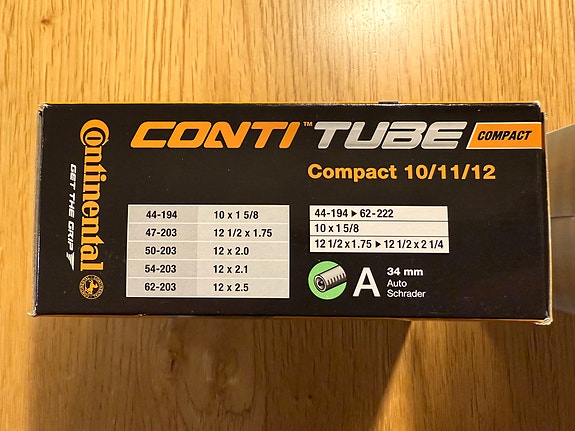 Continental
GET THE GRIP
CONTI™ TUBE COMPACT
Compact 10/11/12
44-194 10 x 1 5/8
47-203 12 1/2 x 1.75
50-203 12 x 2.0
54-203 12 x 2.1
62-203 12 x 2.5
44-194 ▸ 62-222
10 x 1 5/8
12 1/2 x 1.75 ▸ 12 1/2 x 2 1/4
A
34 mm
Auto
Schrader